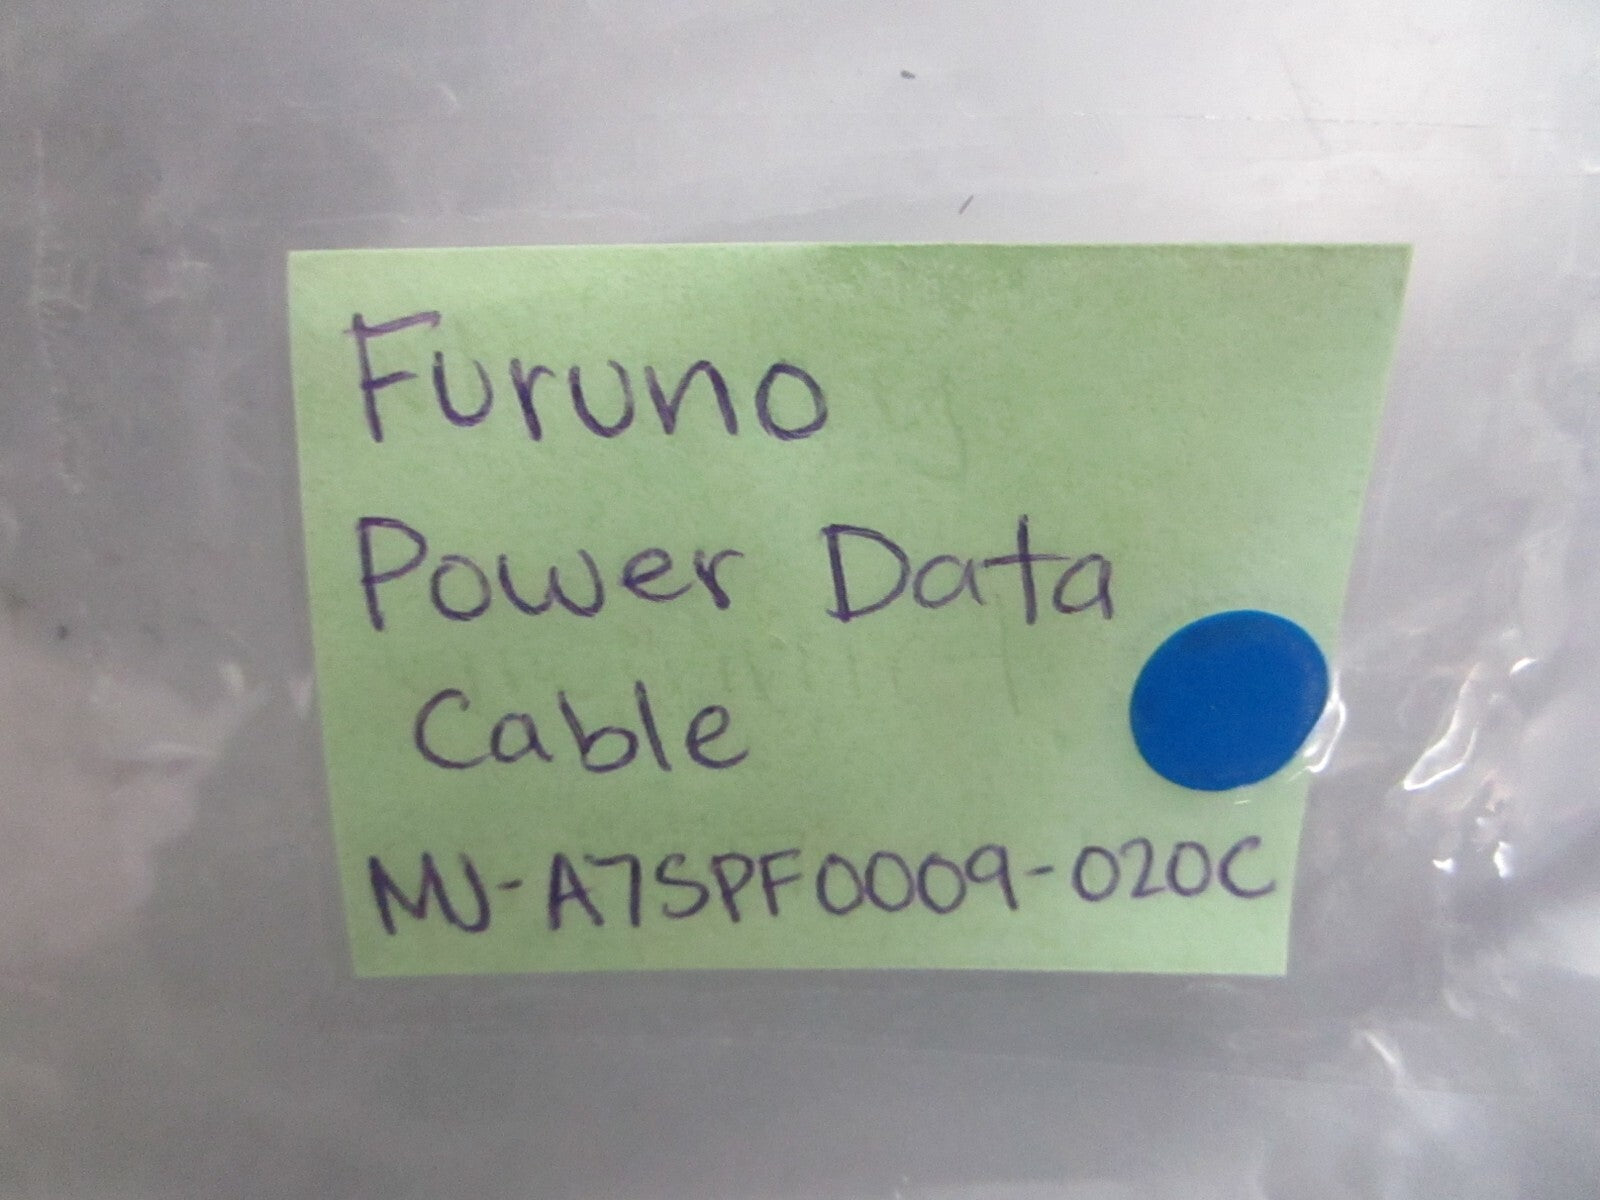 Furuno
Power Data
Cable
MJ-A7SPF0009-020C